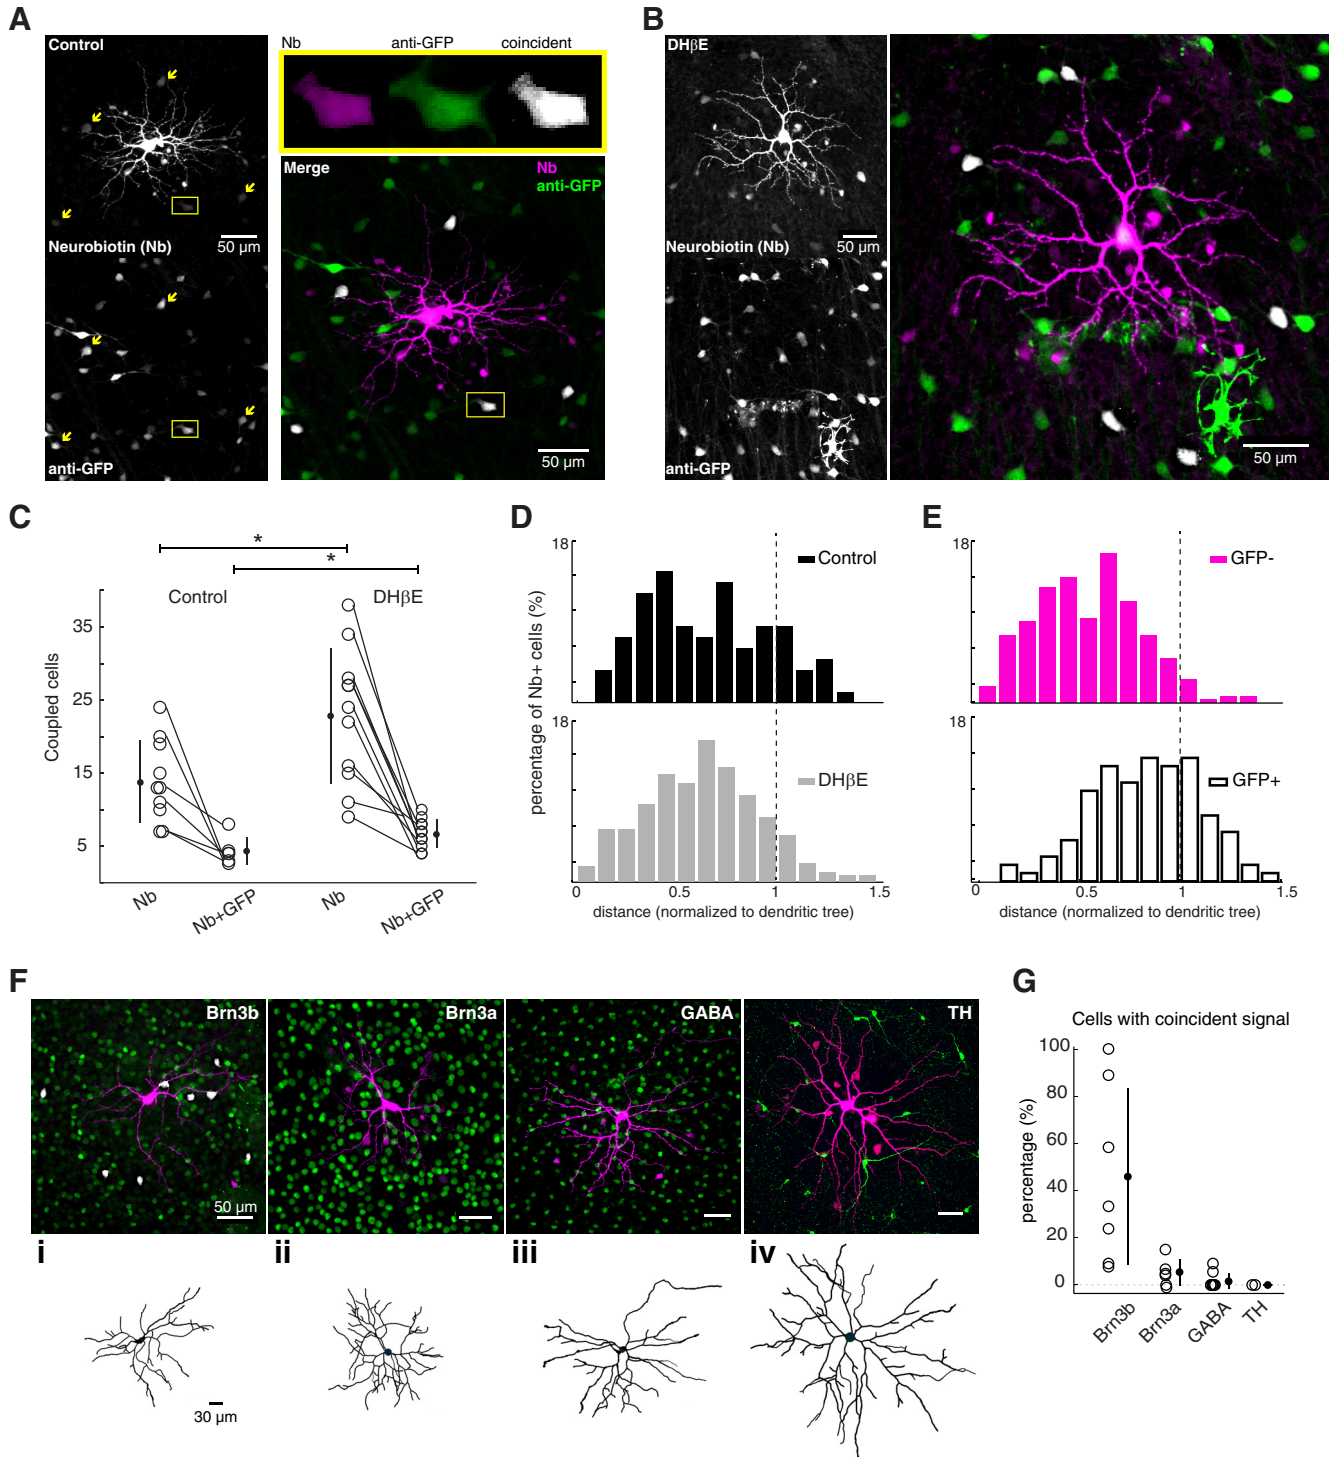 A
Control
Neurobiotin (Nb)
50 µm
anti-GFP
Nb anti-GFP coincident
Merge
Nb
anti-GFP
50 µm
B
DHβE
Neurobiotin (Nb)
50 µm
anti-GFP
50 µm
C
*
*
Control
DHβE
Coupled cells
35
25
15
5
Nb
Nb+GFP
Nb
Nb+GFP
D
18
Control
18
DHβE
percentage of Nb+ cells (%)
0 0.5 1 1.5
distance (normalized to dendritic tree)
E
18
GFP-
18
GFP+
0 0.5 1 1.5
distance (normalized to dendritic tree)
F
Brn3b
50 µm
Brn3a
GABA
TH
i
ii
iii
iv
30 µm
G
Cells with coincident signal
percentage (%)
100
80
60
40
20
0
Brn3b
Brn3a
GABA
TH